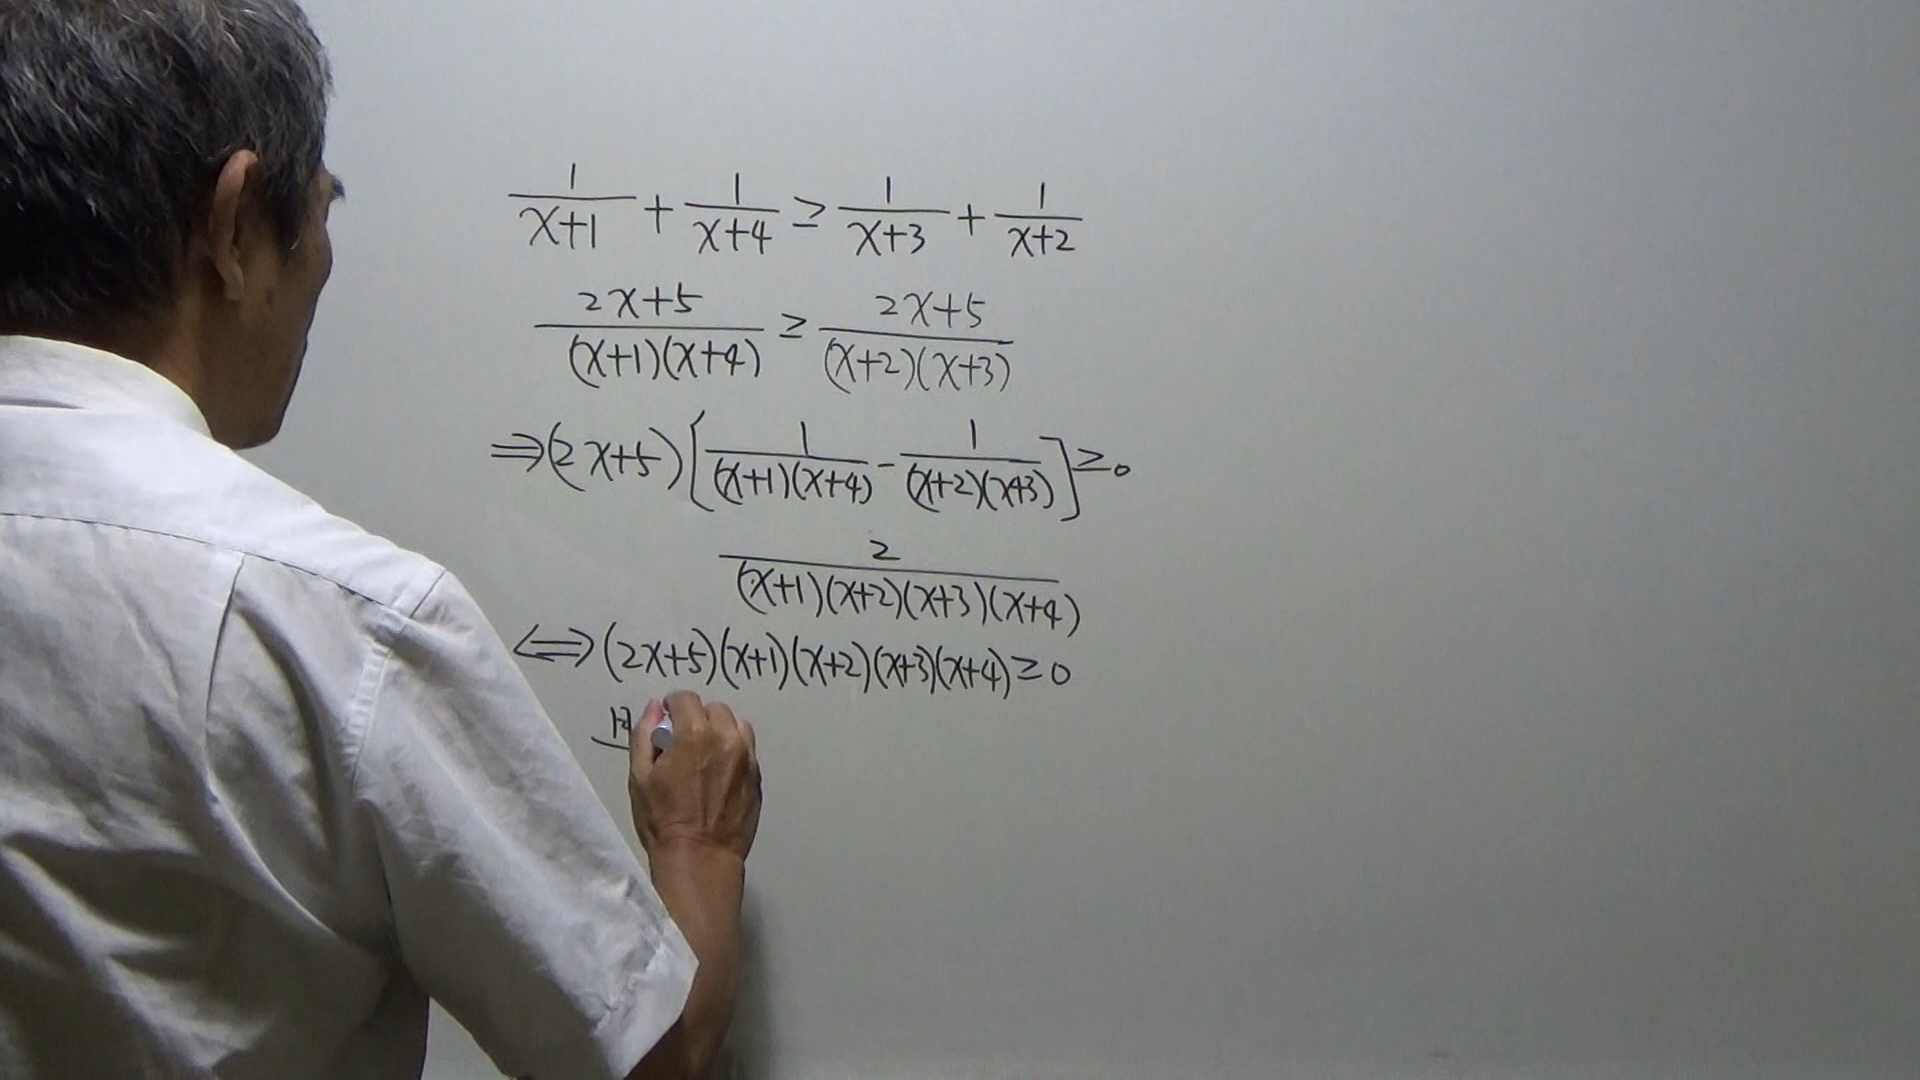 1/(x+1) + 1/(x+4) ≥ 1/(x+3) + 1/(x+2)
(2x+5)/((x+1)(x+4)) ≥ (2x+5)/((x+2)(x+3))
⇒ (2x+5)[1/((x+1)(x+4)) - 1/((x+2)(x+3))] ≥ 0
2/((x+1)(x+2)(x+3)(x+4))
⇔ (2x+5)(x+1)(x+2)(x+3)(x+4) ≥ 0